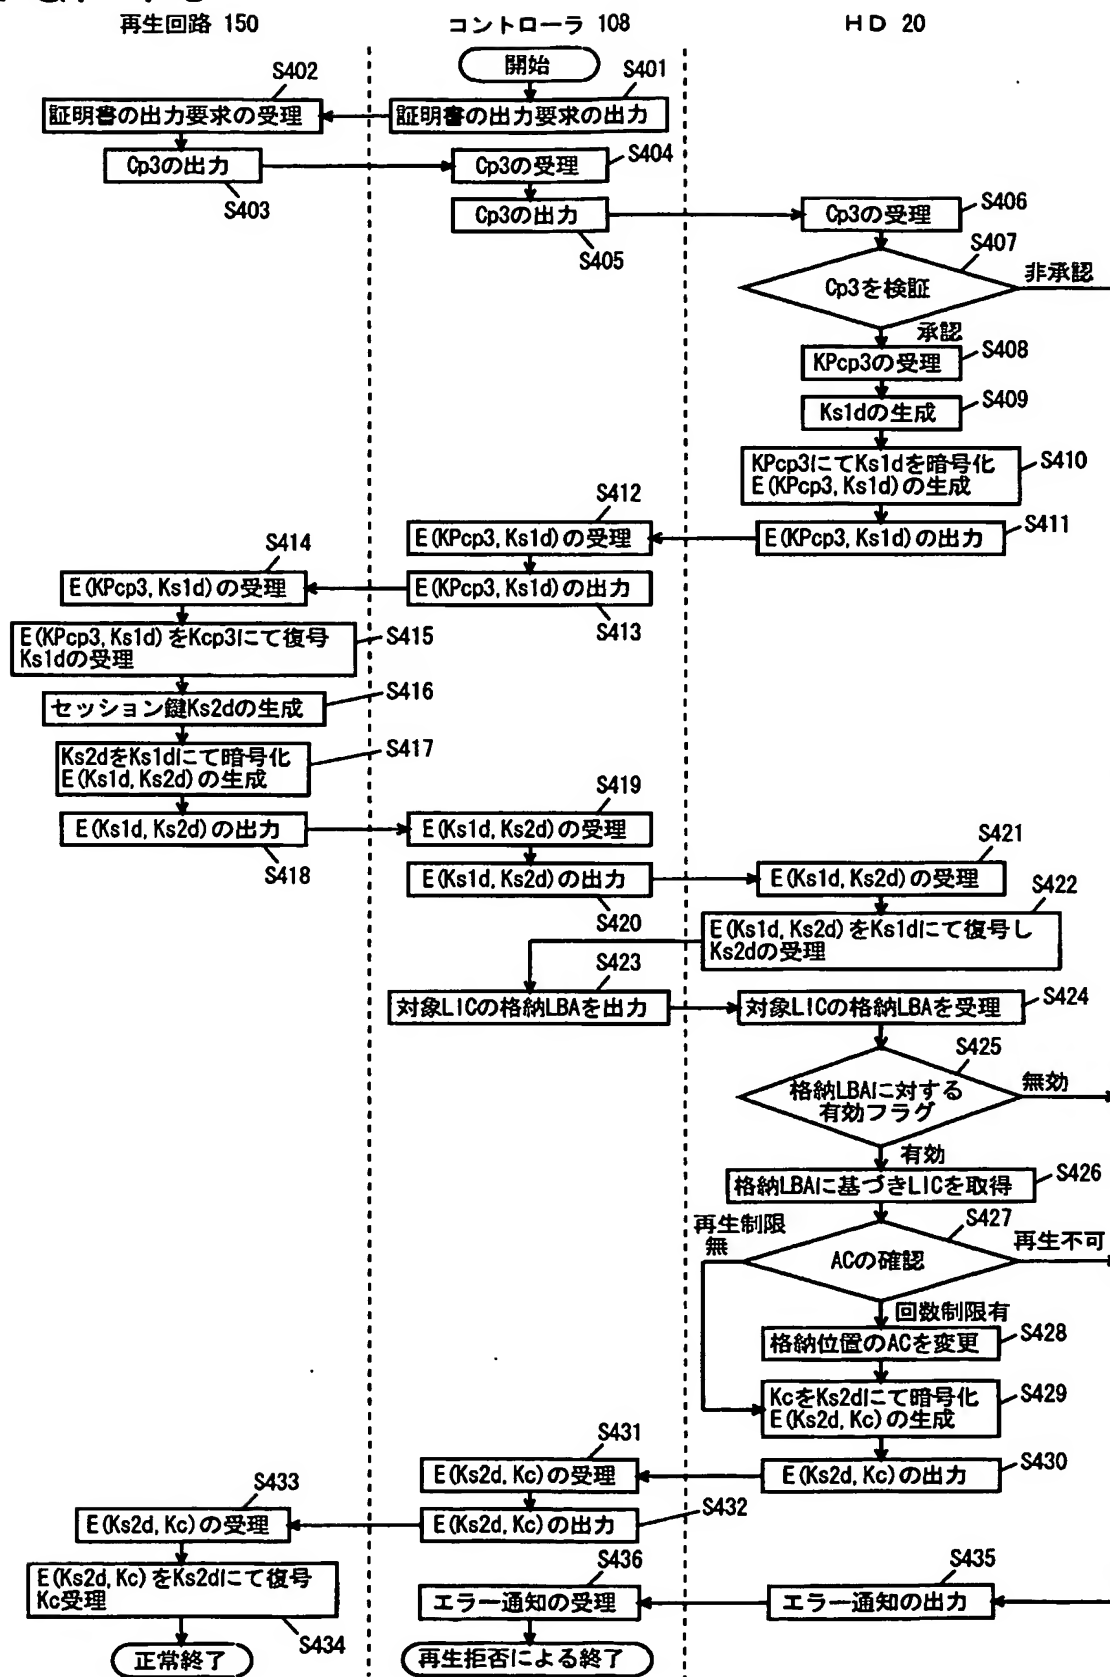 再生回路 150
コントローラ 108
HD 20
開始
S401
S402
証明書の出力要求の受理
証明書の出力要求の出力
Cp3の出力
S403
Cp3の受理
S404
Cp3の出力
S405
Cp3の受理
S406
S407
Cp3を検証
非承認
承認
KPcp3の受理
S408
Ks1dの生成
S409
KPcp3にてKs1dを暗号化
E(KPcp3, Ks1d)の生成
S410
E(KPcp3, Ks1d)の出力
S411
S412
E(KPcp3, Ks1d)の受理
E(KPcp3, Ks1d)の出力
S413
S414
E(KPcp3, Ks1d)の受理
E(KPcp3, Ks1d)をKcp3にて復号
Ks1dの受理
S415
セッション鍵Ks2dの生成
S416
Ks2dをKs1dにて暗号化
E(Ks1d, Ks2d)の生成
S417
E(Ks1d, Ks2d)の出力
S418
S419
E(Ks1d, Ks2d)の受理
E(Ks1d, Ks2d)の出力
S420
S421
E(Ks1d, Ks2d)の受理
S422
E(Ks1d, Ks2d)をKs1dにて復号し
Ks2dの受理
S423
対象LICの格納LBAを出力
対象LICの格納LBAを受理
S424
S425
格納LBAに対する
有効フラグ
無効
有効
格納LBAに基づきLICを取得
S426
S427
再生制限
無
ACの確認
再生不可
回数制限有
格納位置のACを変更
S428
KcをKs2dにて暗号化
E(Ks2d, Kc)の生成
S429
E(Ks2d, Kc)の出力
S430
S431
E(Ks2d, Kc)の受理
E(Ks2d, Kc)の出力
S432
S433
E(Ks2d, Kc)の受理
E(Ks2d, Kc)をKs2dにて復号
Kc受理
S434
正常終了
S435
エラー通知の出力
S436
エラー通知の受理
再生拒否による終了